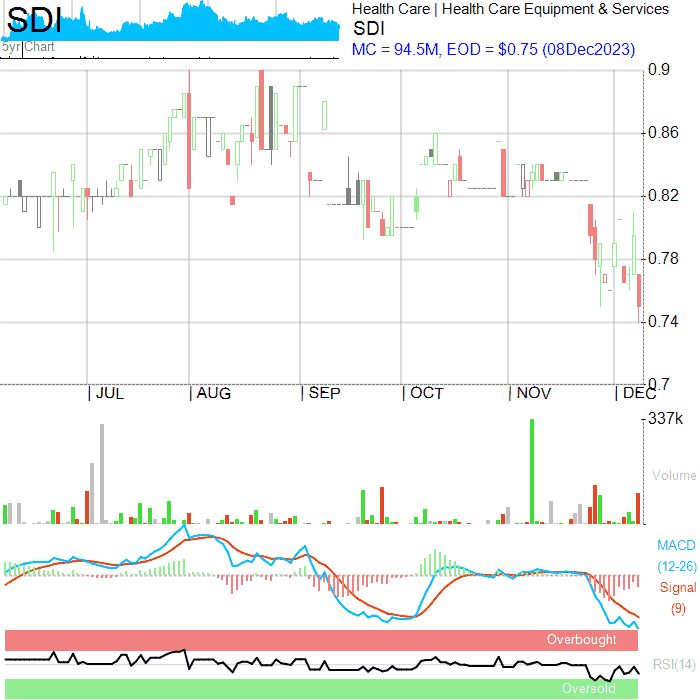 SDI
5yr Chart
Health Care | Health Care Equipment & Services
SDI
MC = 94.5M, EOD = $0.75 (08Dec2023)
0.9
0.86
0.82
0.78
0.74
0.7
JUL AUG SEP OCT NOV DEC
337k
Volume
MACD
(12-26)
Signal
(9)
Overbought
RSI(14)
Oversold